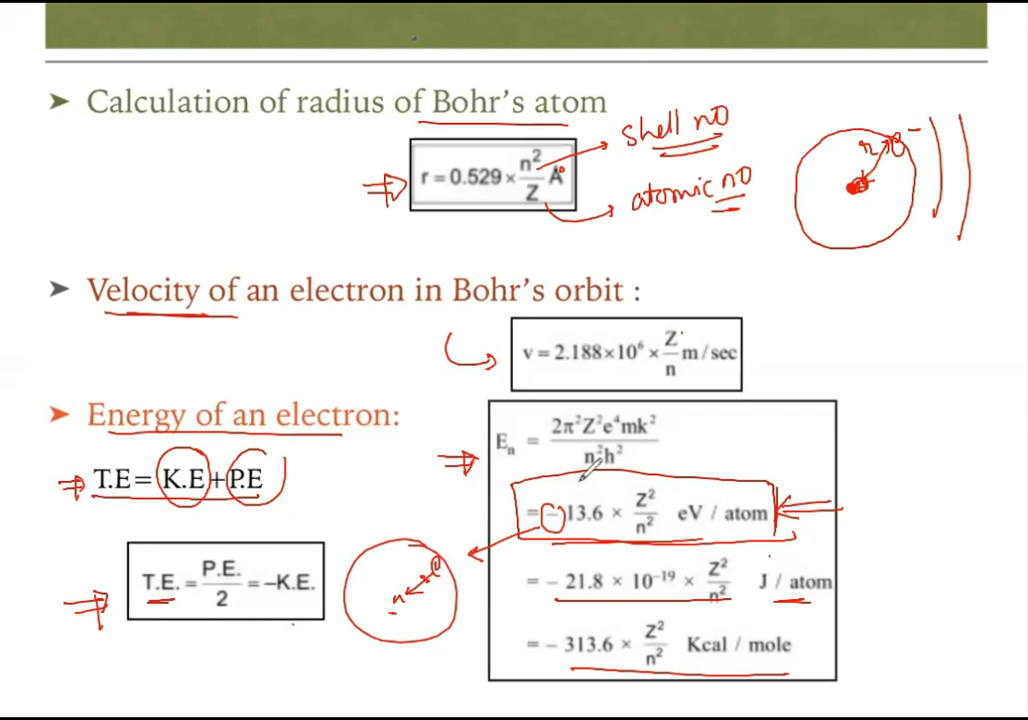 ➤ Calculation of radius of Bohr's atom
r = 0.529 × n²/Z A°
shell no
atomic no
r
e⁻
➤ Velocity of an electron in Bohr's orbit :
v = 2.188×10⁶ × Z/n m / sec
➤ Energy of an electron:
T.E = K.E + P.E
T.E. = P.E./2 = –K.E.
Eₙ = 2π²Z²e⁴mk²/n²h²
= – 13.6 × Z²/n² eV / atom
= – 21.8 × 10⁻¹⁹ × Z²/n² J / atom
= – 313.6 × Z²/n² Kcal / mole
n
e